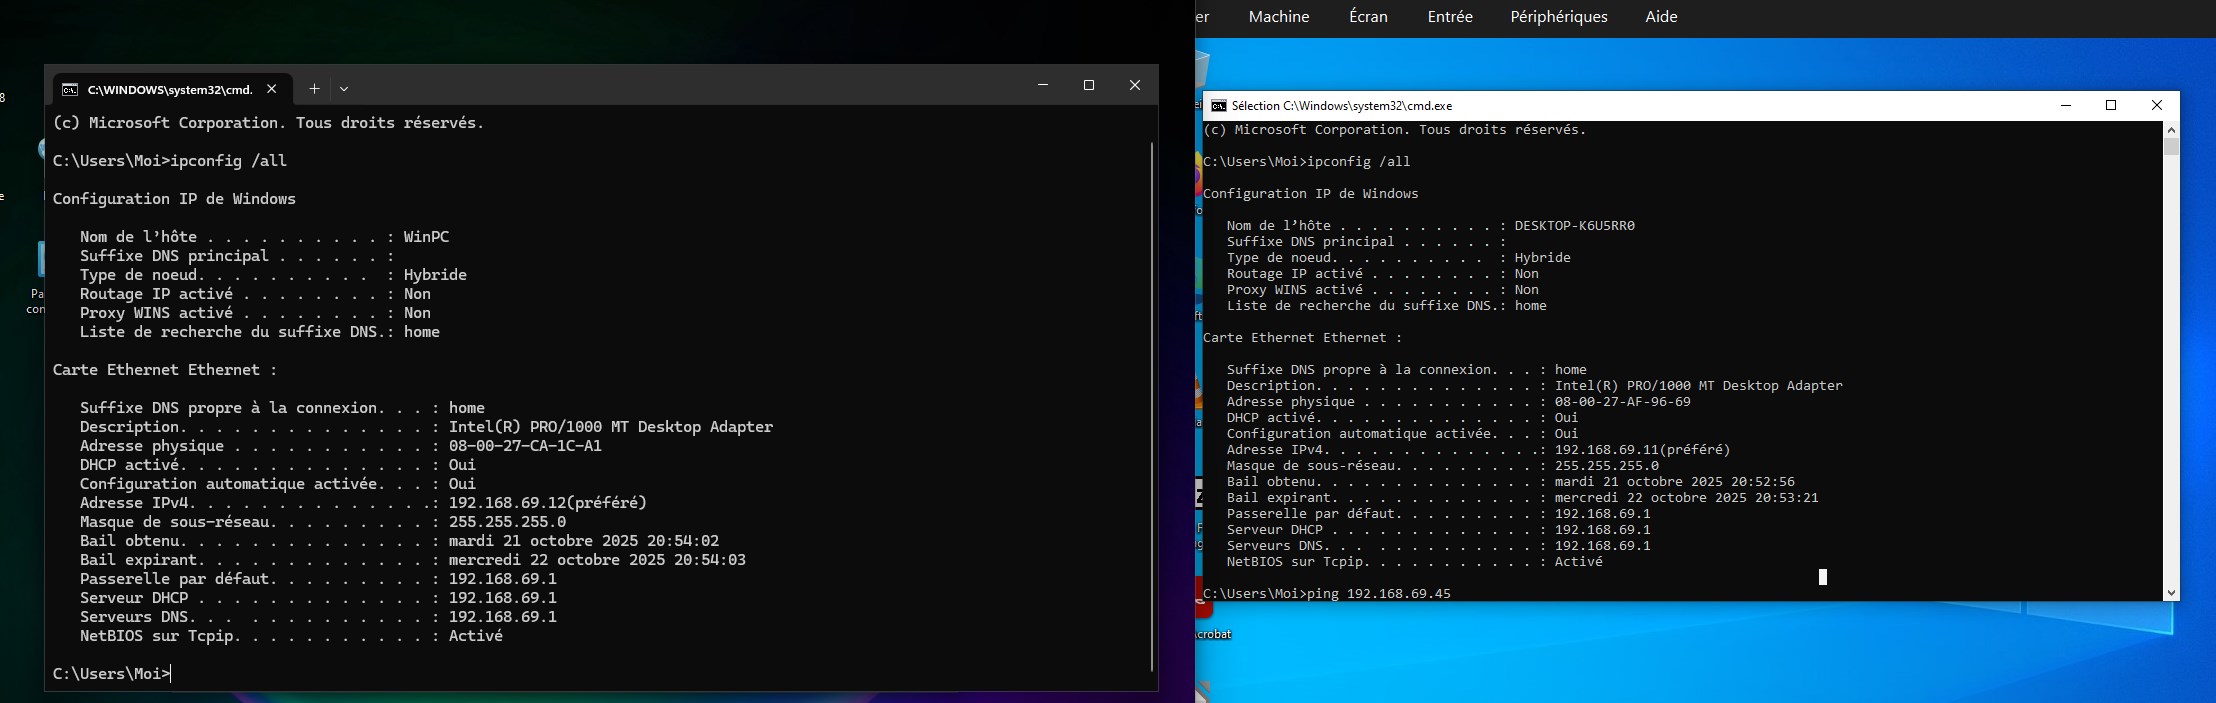 C:\WINDOWS\system32\cmd.
(c) Microsoft Corporation. Tous droits réservés.
C:\Users\Moi>ipconfig /all
Configuration IP de Windows
Nom de l’hôte . . . . . . . . . . : WinPC
Suffixe DNS principal . . . . . . :
Type de noeud. . . . . . . . . .  : Hybride
Routage IP activé . . . . . . . . : Non
Proxy WINS activé . . . . . . . . : Non
Liste de recherche du suffixe DNS.: home
Carte Ethernet Ethernet :
Suffixe DNS propre à la connexion. . . : home
Description. . . . . . . . . . . . . . : Intel(R) PRO/1000 MT Desktop Adapter
Adresse physique . . . . . . . . . . . : 08-00-27-CA-1C-A1
DHCP activé. . . . . . . . . . . . . . : Oui
Configuration automatique activée. . . : Oui
Adresse IPv4. . . . . . . . . . . . . .: 192.168.69.12(préféré)
Masque de sous-réseau. . . . . . . . . : 255.255.255.0
Bail obtenu. . . . . . . . . . . . . . : mardi 21 octobre 2025 20:54:02
Bail expirant. . . . . . . . . . . . . : mercredi 22 octobre 2025 20:54:03
Passerelle par défaut. . . . . . . . . : 192.168.69.1
Serveur DHCP . . . . . . . . . . . . . : 192.168.69.1
Serveurs DNS. . .  . . . . . . . . . . : 192.168.69.1
NetBIOS sur Tcpip. . . . . . . . . . . : Activé
C:\Users\Moi>
Machine Écran Entrée Périphériques Aide
Sélection C:\Windows\system32\cmd.exe
(c) Microsoft Corporation. Tous droits réservés.
C:\Users\Moi>ipconfig /all
Configuration IP de Windows
Nom de l’hôte . . . . . . . . . . : DESKTOP-K6U5RR0
Suffixe DNS principal . . . . . . :
Type de noeud. . . . . . . . . .  : Hybride
Routage IP activé . . . . . . . . : Non
Proxy WINS activé . . . . . . . . : Non
Liste de recherche du suffixe DNS.: home
Carte Ethernet Ethernet :
Suffixe DNS propre à la connexion. . . : home
Description. . . . . . . . . . . . . . : Intel(R) PRO/1000 MT Desktop Adapter
Adresse physique . . . . . . . . . . . : 08-00-27-AF-96-69
DHCP activé. . . . . . . . . . . . . . : Oui
Configuration automatique activée. . . : Oui
Adresse IPv4. . . . . . . . . . . . . .: 192.168.69.11(préféré)
Masque de sous-réseau. . . . . . . . . : 255.255.255.0
Bail obtenu. . . . . . . . . . . . . . : mardi 21 octobre 2025 20:52:56
Bail expirant. . . . . . . . . . . . . : mercredi 22 octobre 2025 20:53:21
Passerelle par défaut. . . . . . . . . : 192.168.69.1
Serveur DHCP . . . . . . . . . . . . . : 192.168.69.1
Serveurs DNS. . .  . . . . . . . . . . : 192.168.69.1
NetBIOS sur Tcpip. . . . . . . . . . . : Activé
C:\Users\Moi>ping 192.168.69.45
crobat